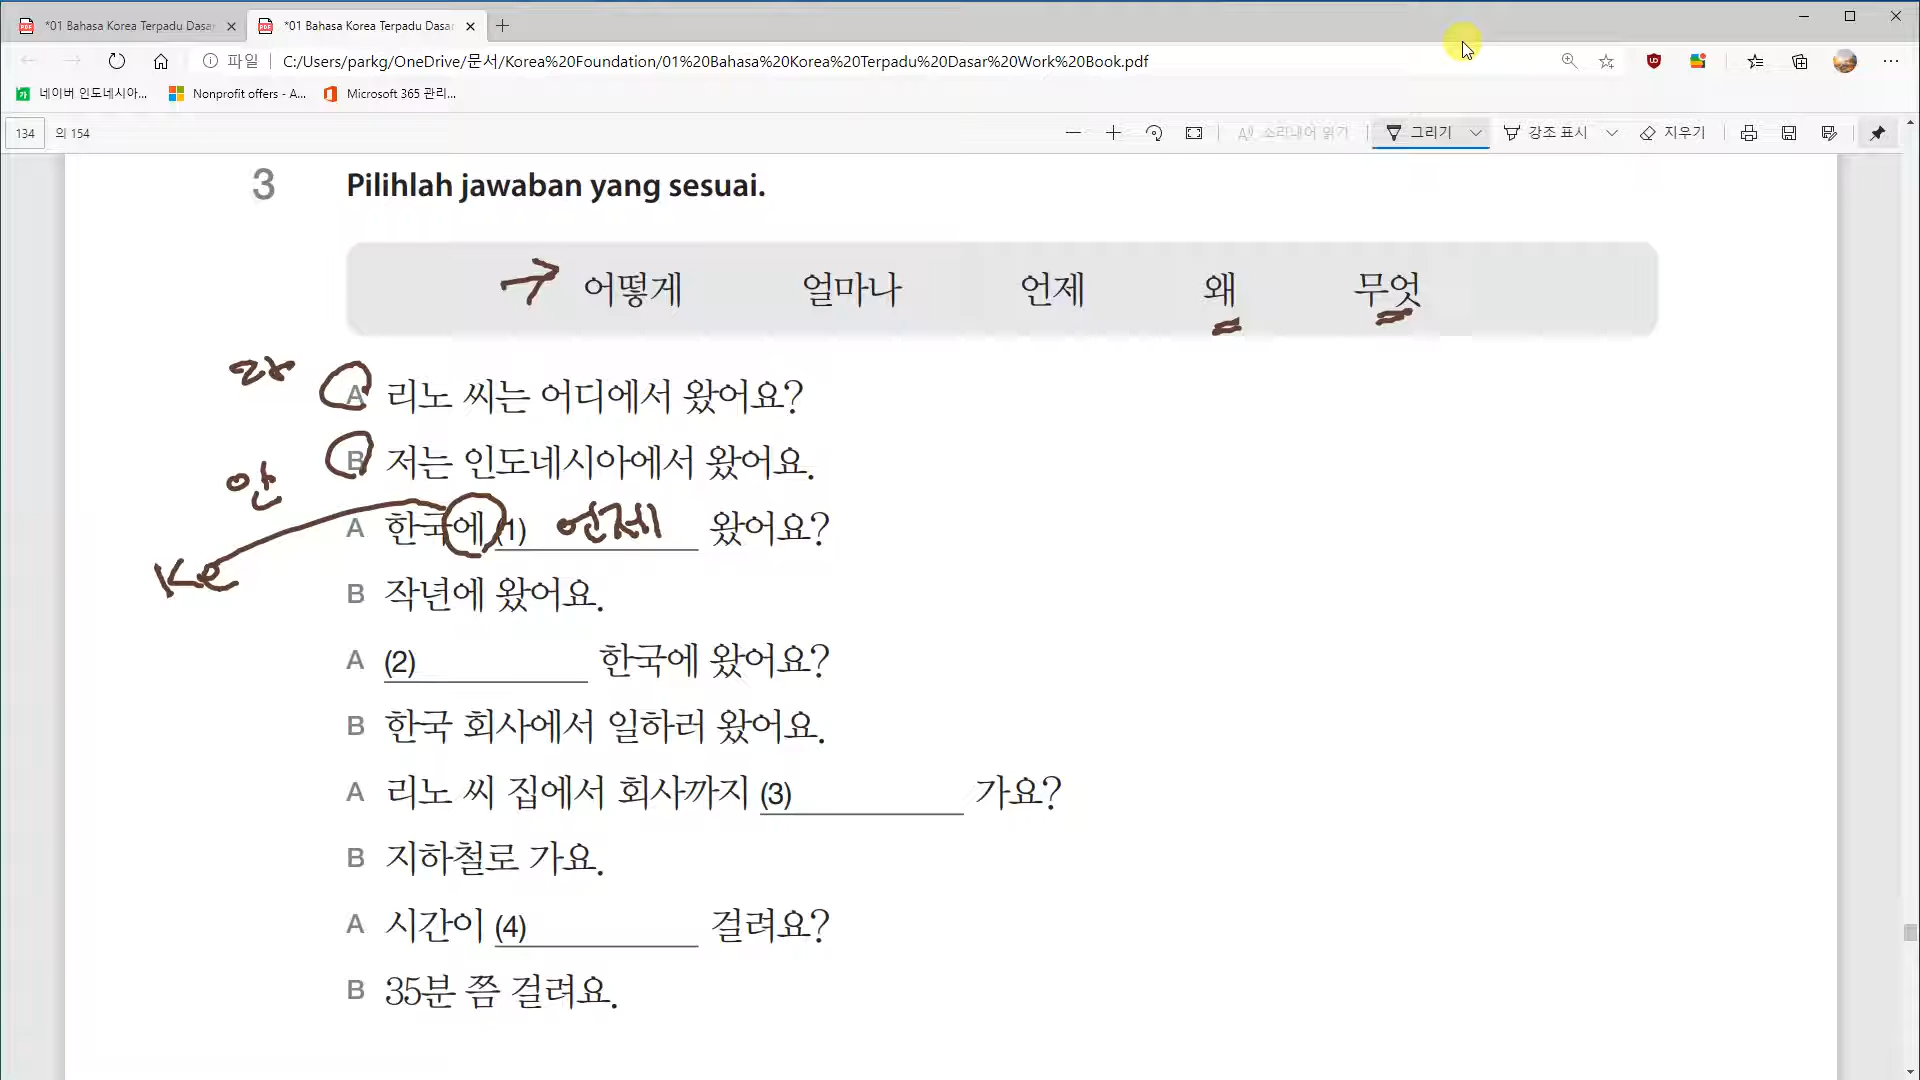 *01 Bahasa Korea Terpadu Dasar
*01 Bahasa Korea Terpadu Dasar
파일 C:/Users/parkg/OneDrive/문서/Korea%20Foundation/01%20Bahasa%20Korea%20Terpadu%20Dasar%20Work%20Book.pdf
네이버 인도네시아... Nonprofit offers - A... Microsoft 365 관리...
134 의 154 소리내어 읽기 그리기 강조 표시 지우기
3 Pilihlah jawaban yang sesuai.
어떻게 얼마나 언제 왜 무엇
A 리노 씨는 어디에서 왔어요?
B 저는 인도네시아에서 왔어요.
안
A 한국에 (1) 언제 왔어요?
Ke
B 작년에 왔어요.
A (2) 한국에 왔어요?
B 한국 회사에서 일하러 왔어요.
A 리노 씨 집에서 회사까지 (3) 가요?
B 지하철로 가요.
A 시간이 (4) 걸려요?
B 35분 쯤 걸려요.